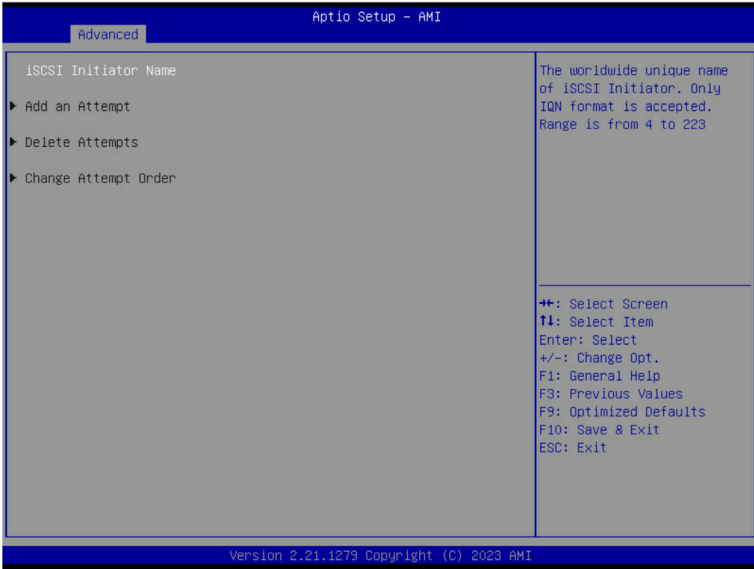 Aptio Setup – AMI
Advanced
iSCSI Initiator Name
▶ Add an Attempt
▶ Delete Attempts
▶ Change Attempt Order
The worldwide unique name
of iSCSI Initiator. Only
IQN format is accepted.
Range is from 4 to 223
→←: Select Screen
↑↓: Select Item
Enter: Select
+/-: Change Opt.
F1: General Help
F3: Previous Values
F9: Optimized Defaults
F10: Save & Exit
ESC: Exit
Version 2.21.1279 Copyright (C) 2023 AMI